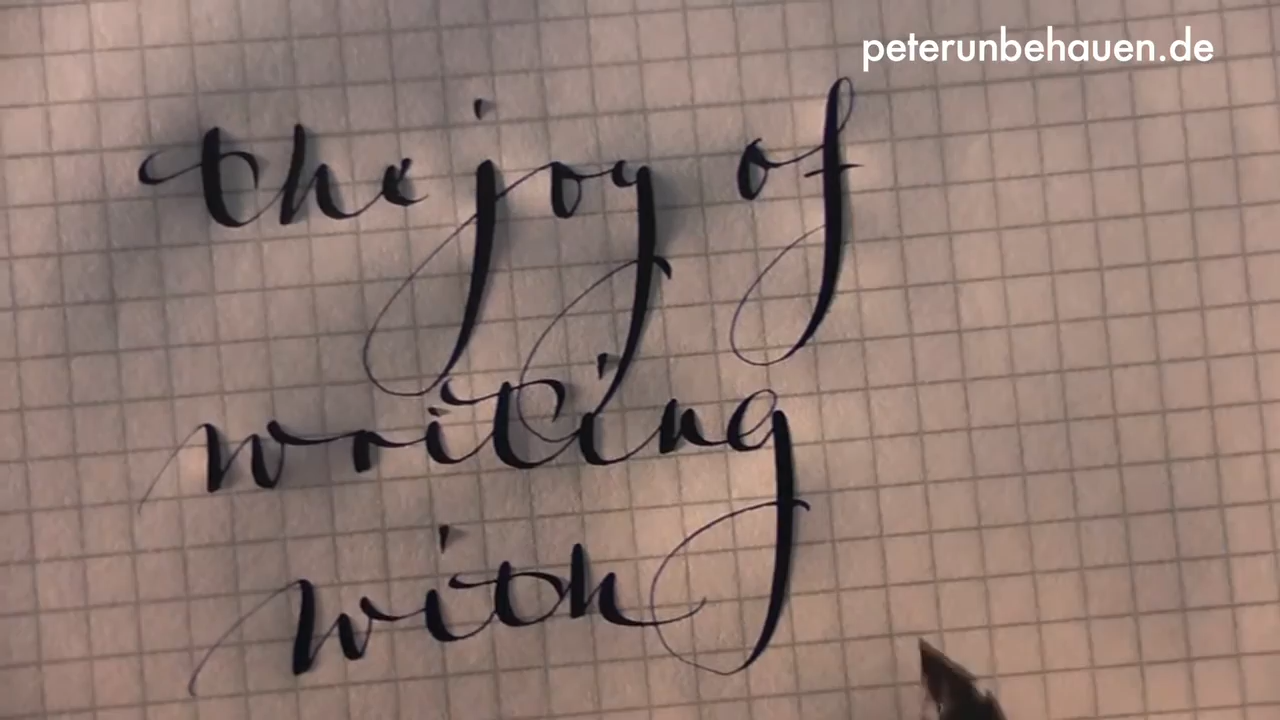 peterunbehauen.de
the joy of
writing
with